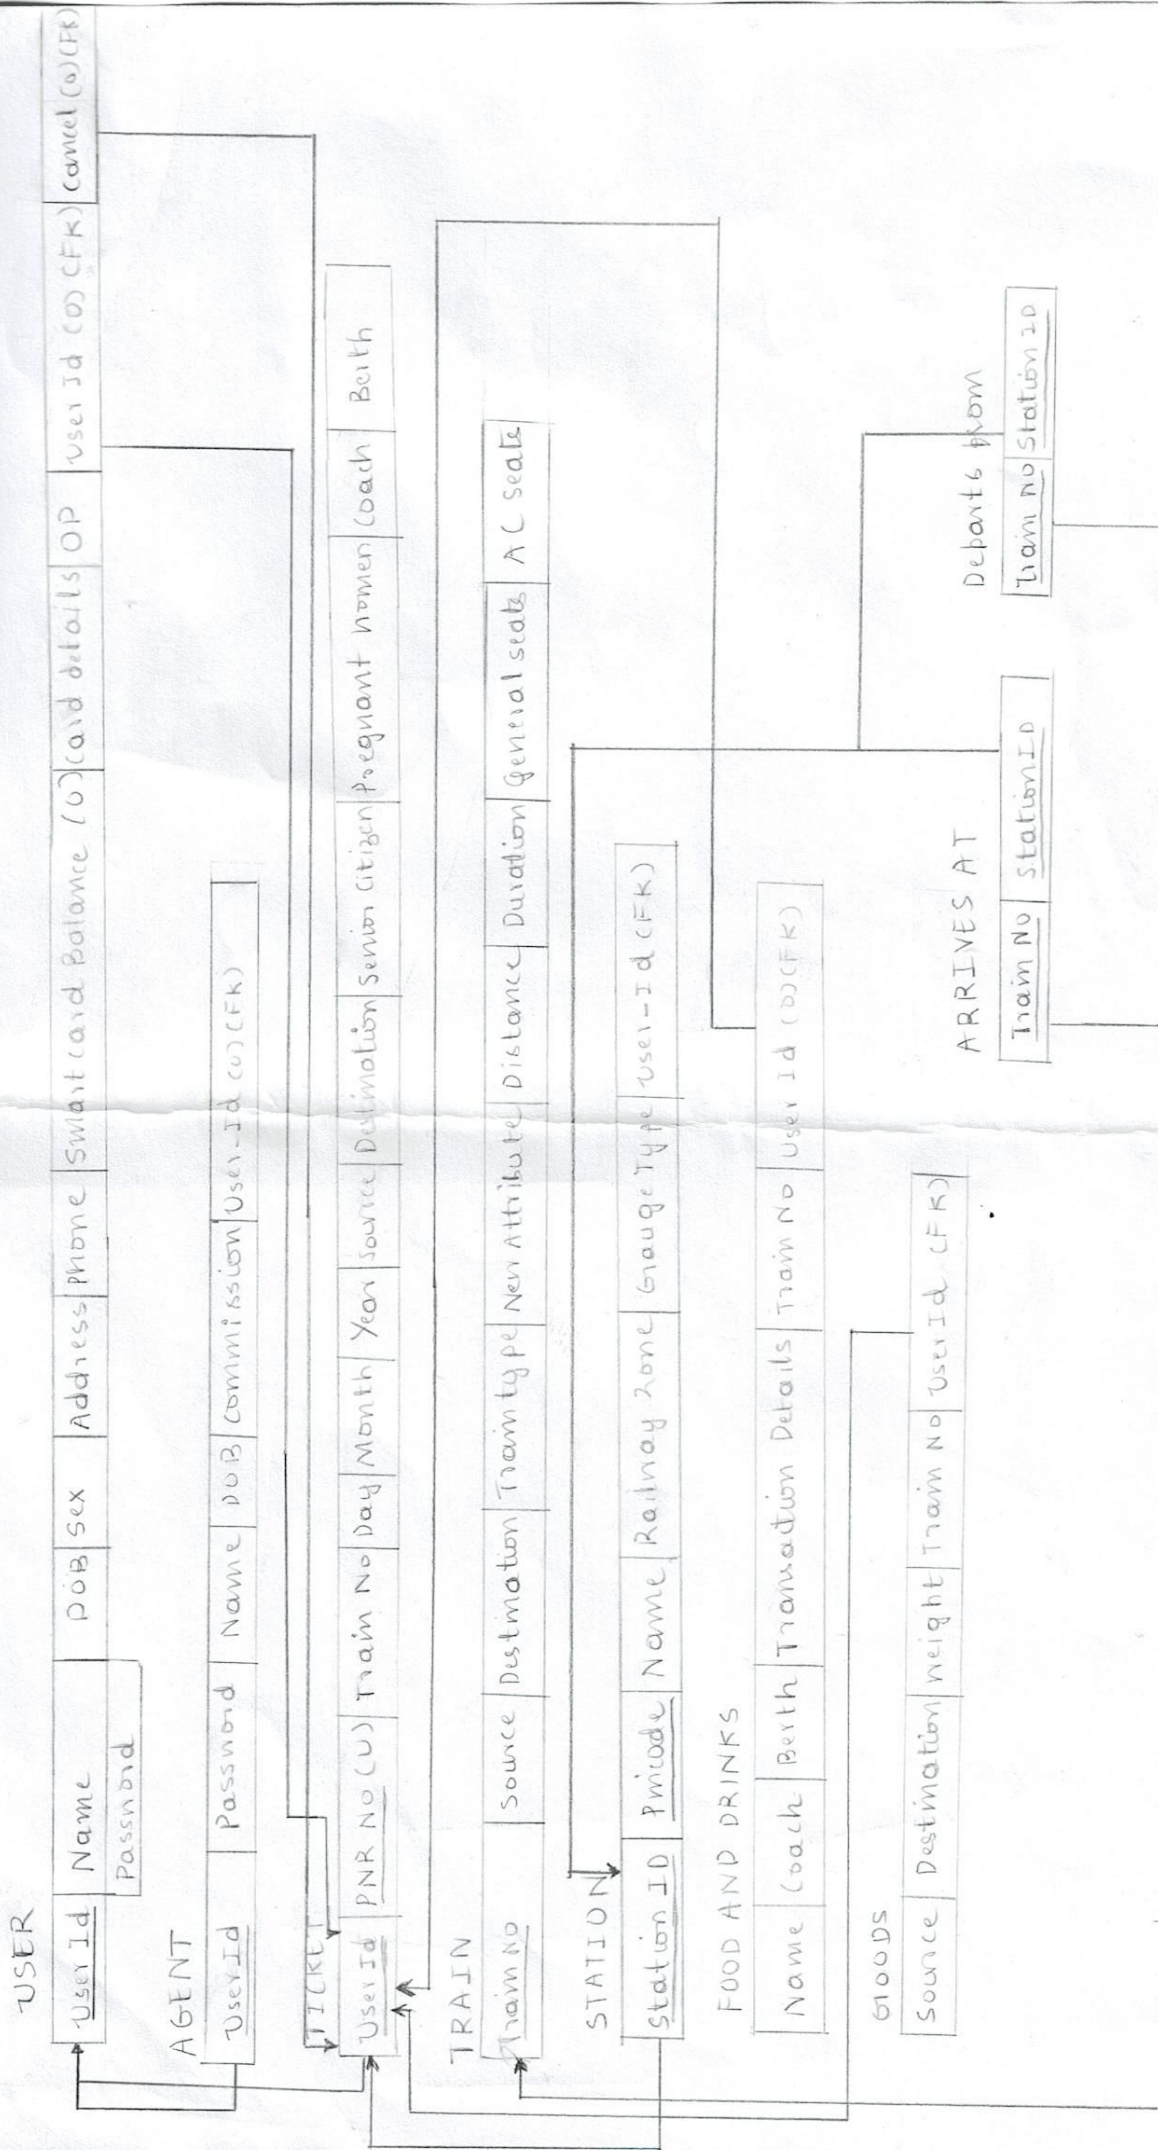 USER
User Id | Name | DOB | Sex | Address | Phone | Smart Card Balance (U) | Card details | OP | User Id (O) (FK) | Cancel (O) (FK)
Password
AGENT
User Id | Password | Name | DOB | Commission | User-Id (U) (FK)
TICKET
User Id | PNR No (U) | Train No | Day | Month | Year | Source | Destination | Senior Citizen | Pregnant Women | Coach | Berth
TRAIN
Train No | Source | Destination | Train type | New Attribute | Distance | Duration | General seats | AC seats
STATION
Station ID | Pincode | Name | Railway Zone | Grauge Type | User-Id (FK)
FOOD AND DRINKS
Name | Coach | Berth | Transaction Details | Train No | User Id (O) (FK)
GOODS
Source | Destination | Weight | Train No | User Id (FK)
ARRIVES AT
Train No | Station ID
Departs from
Train No | Station ID